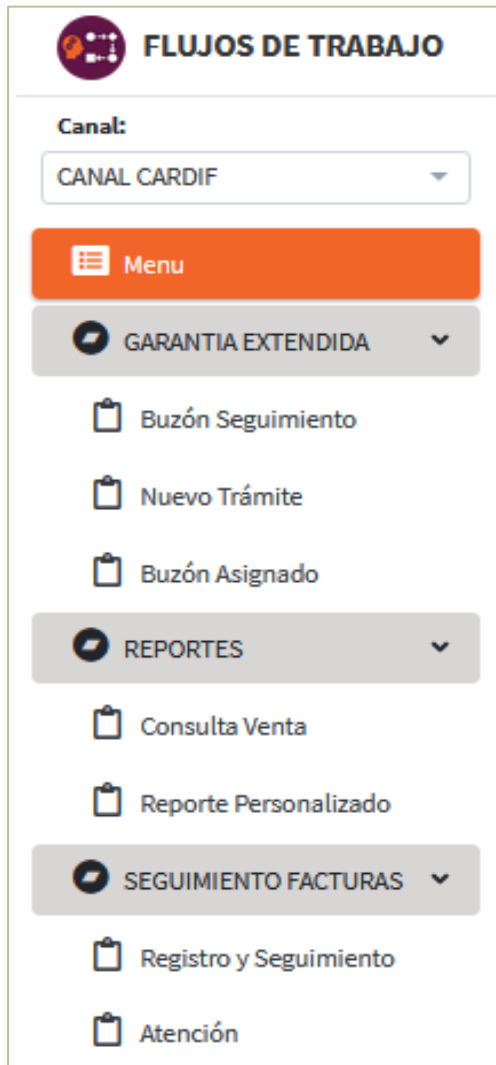 FLUJOS DE TRABAJO
Canal:
CANAL CARDIF
Menu
GARANTIA EXTENDIDA
Buzón Seguimiento
Nuevo Trámite
Buzón Asignado
REPORTES
Consulta Venta
Reporte Personalizado
SEGUIMIENTO FACTURAS
Registro y Seguimiento
Atención